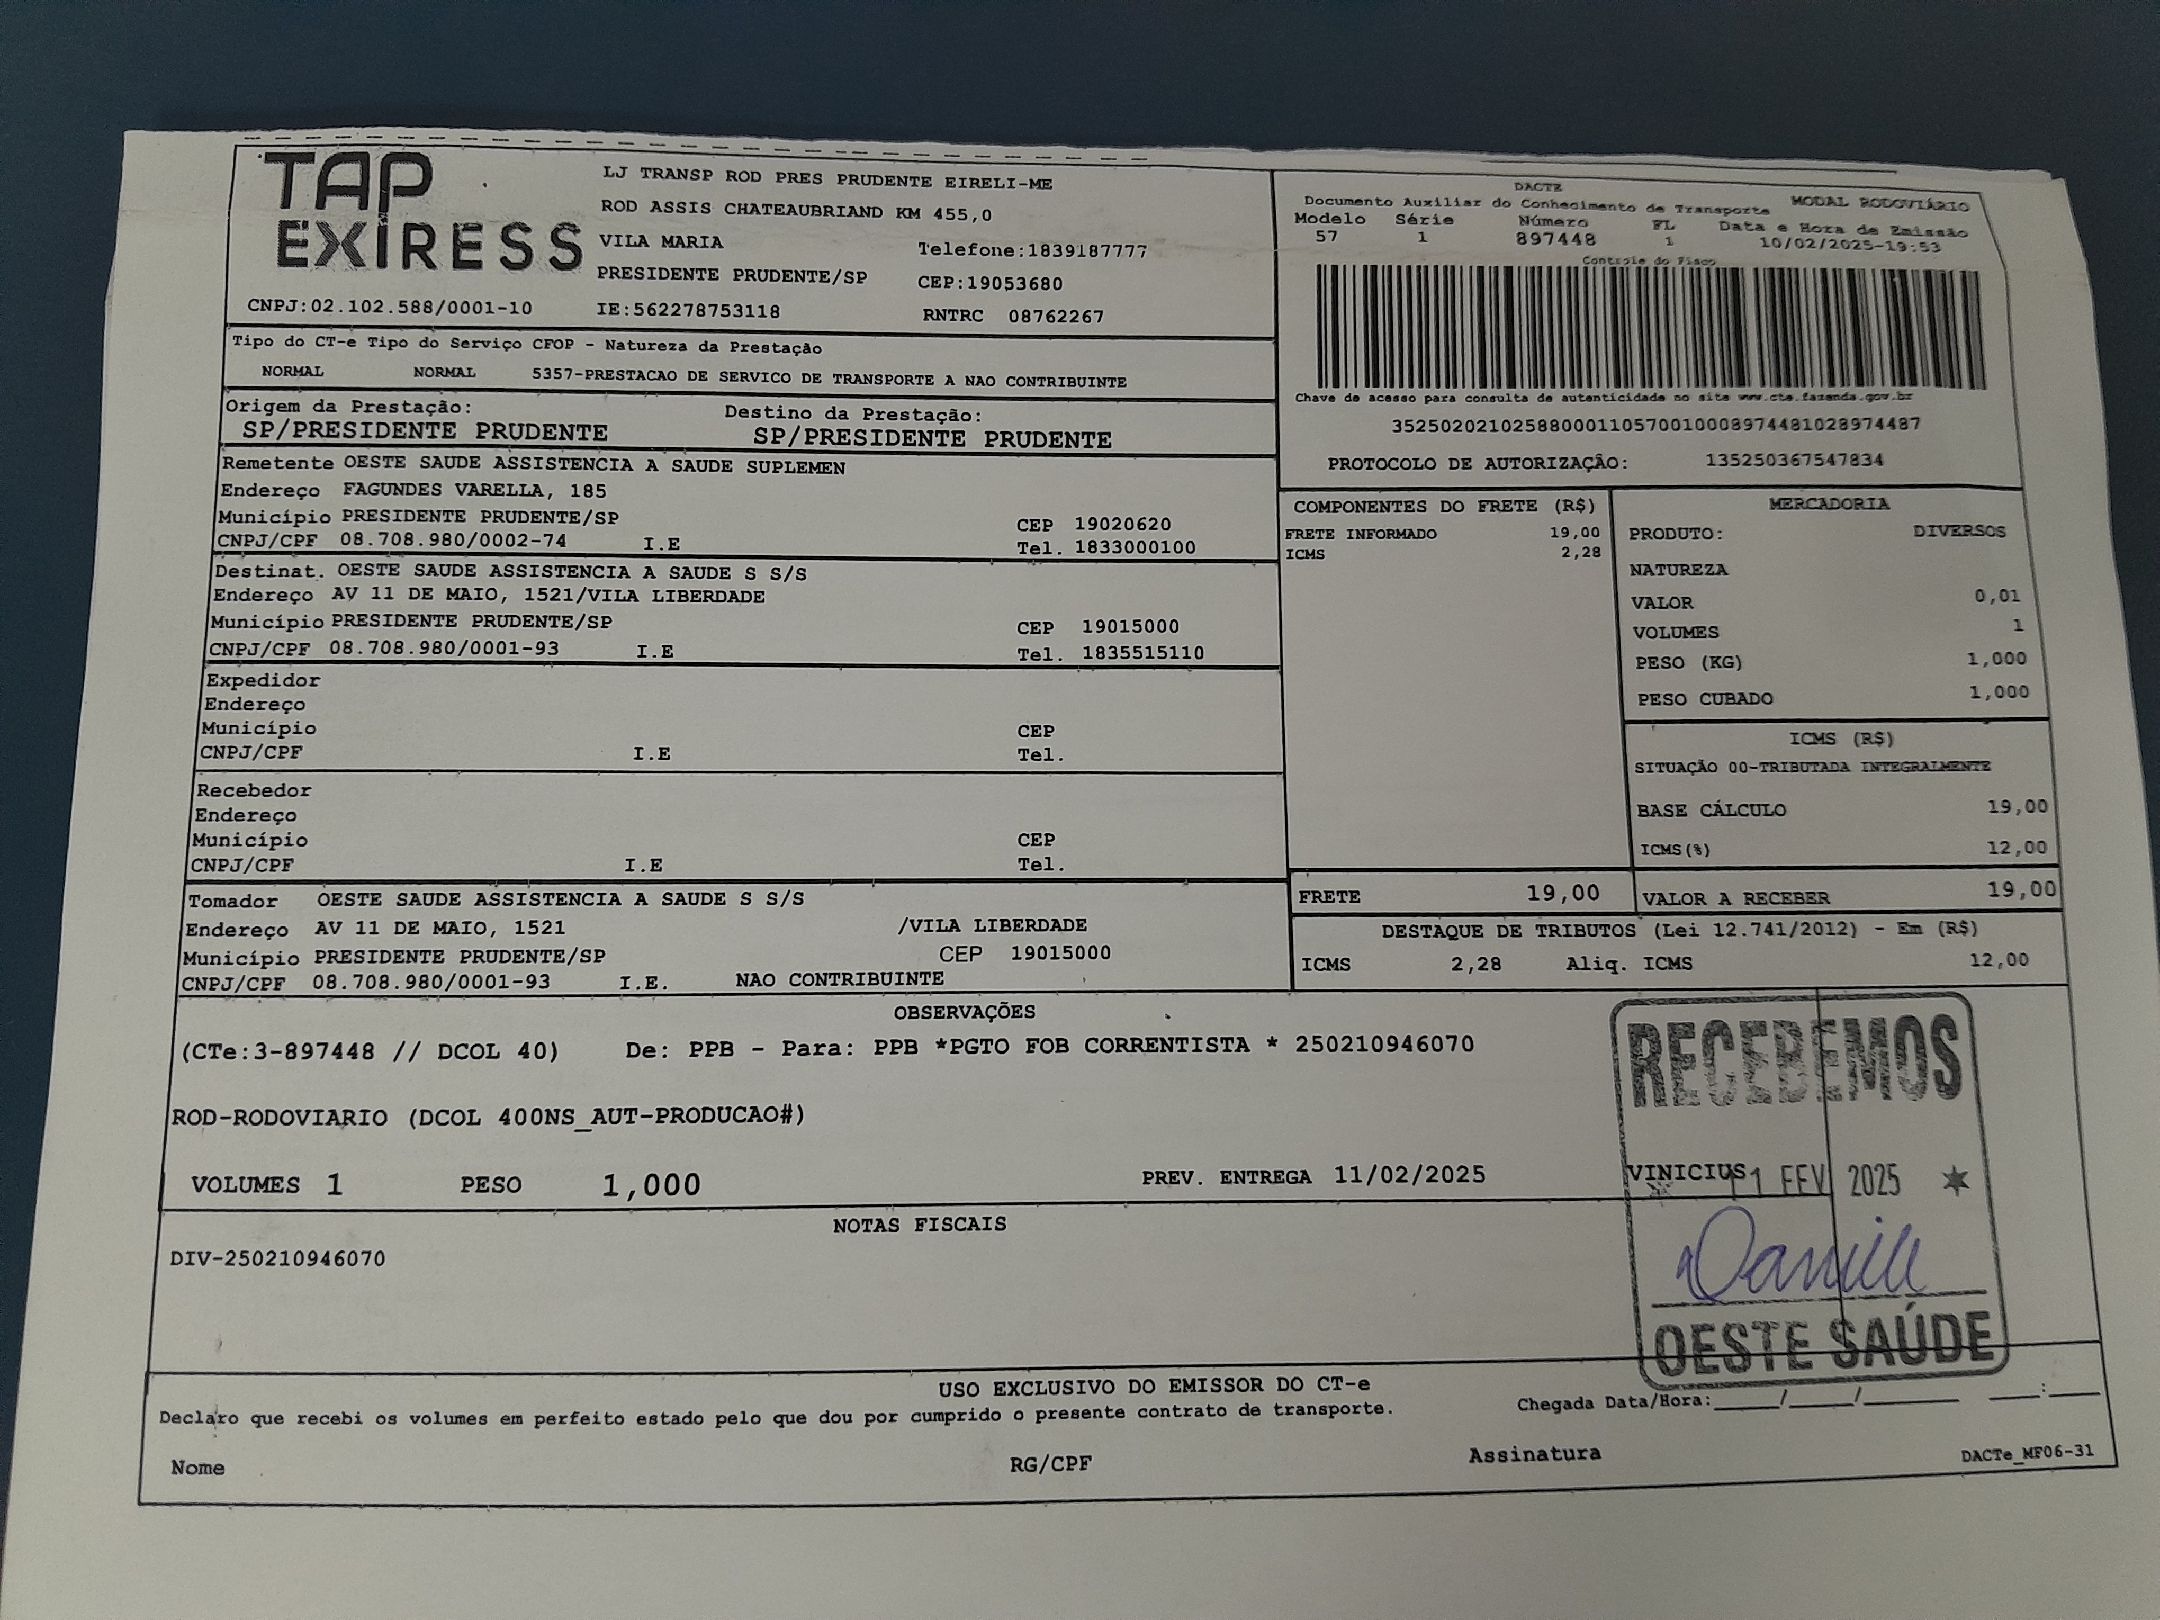 TAP
EXIRESS
LJ TRANSP ROD PRES PRUDENTE EIRELI-ME
ROD ASSIS CHATEAUBRIAND KM 455,0
VILA MARIA Telefone:1839187777
PRESIDENTE PRUDENTE/SP CEP:19053680
CNPJ:02.102.588/0001-10 IE:562278753118 RNTRC 08762267
DACTE
Documento Auxiliar do Conhecimento de Transporte MODAL RODOVIÁRIO
Modelo Série Número FL Data e Hora de Emissão
57 1 897448 1 10/02/2025-19:53
Controle do Fisco
Chave de acesso para consulta de autenticidade no site www.cte.fazenda.gov.br
35250202102588000110570010008974481028974487
PROTOCOLO DE AUTORIZAÇÃO: 135250367547834
Tipo do CT-e Tipo do Serviço CFOP - Natureza da Prestação
NORMAL NORMAL 5357-PRESTACAO DE SERVICO DE TRANSPORTE A NAO CONTRIBUINTE
Origem da Prestação: Destino da Prestação:
SP/PRESIDENTE PRUDENTE SP/PRESIDENTE PRUDENTE
Remetente OESTE SAUDE ASSISTENCIA A SAUDE SUPLEMEN
Endereço FAGUNDES VARELLA, 185
Município PRESIDENTE PRUDENTE/SP CEP 19020620
CNPJ/CPF 08.708.980/0002-74 I.E Tel. 1833000100
Destinat. OESTE SAUDE ASSISTENCIA A SAUDE S S/S
Endereço AV 11 DE MAIO, 1521/VILA LIBERDADE
Município PRESIDENTE PRUDENTE/SP CEP 19015000
CNPJ/CPF 08.708.980/0001-93 I.E Tel. 1835515110
Expedidor
Endereço
Município CEP
CNPJ/CPF I.E Tel.
Recebedor
Endereço
Município CEP
CNPJ/CPF I.E Tel.
Tomador OESTE SAUDE ASSISTENCIA A SAUDE S S/S
Endereço AV 11 DE MAIO, 1521 /VILA LIBERDADE
Município PRESIDENTE PRUDENTE/SP CEP 19015000
CNPJ/CPF 08.708.980/0001-93 I.E. NAO CONTRIBUINTE
COMPONENTES DO FRETE (R$)
FRETE INFORMADO 19,00
ICMS 2,28
MERCADORIA
PRODUTO: DIVERSOS
NATUREZA
VALOR 0,01
VOLUMES 1
PESO (KG) 1,000
PESO CUBADO 1,000
ICMS (R$)
SITUAÇÃO 00-TRIBUTADA INTEGRALMENTE
BASE CÁLCULO 19,00
ICMS(%) 12,00
FRETE 19,00 VALOR A RECEBER 19,00
DESTAQUE DE TRIBUTOS (Lei 12.741/2012) - Em (R$)
ICMS 2,28 Aliq. ICMS 12,00
OBSERVAÇÕES
(CTe:3-897448 // DCOL 40) De: PPB - Para: PPB *PGTO FOB CORRENTISTA * 250210946070
ROD-RODOVIARIO (DCOL 400NS_AUT-PRODUCAO#)
VOLUMES 1 PESO 1,000 PREV. ENTREGA 11/02/2025
RECEBEMOS
VINICIUS
11 FEV 2025
Danille
OESTE SAÚDE
NOTAS FISCAIS
DIV-250210946070
USO EXCLUSIVO DO EMISSOR DO CT-e
Declaro que recebi os volumes em perfeito estado pelo que dou por cumprido o presente contrato de transporte. Chegada Data/Hora:_____/_____/_______ ____:____
Nome RG/CPF Assinatura DACTe_MF06-31